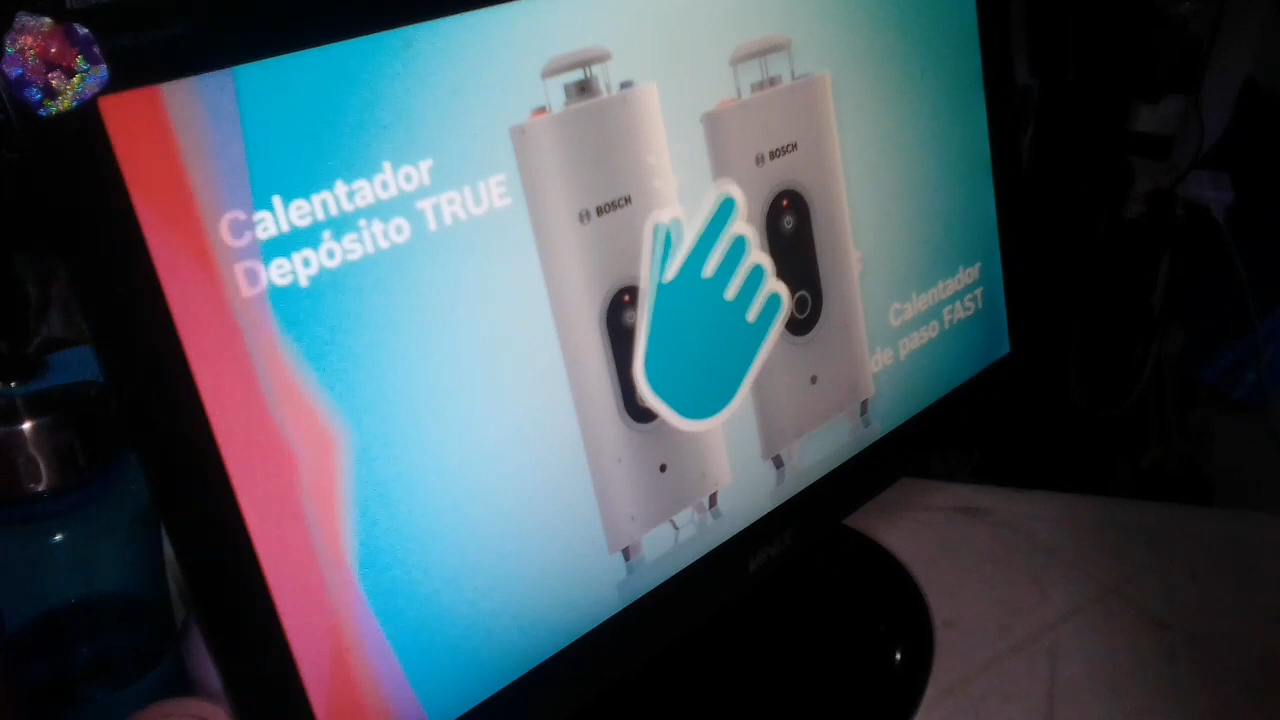 Calentador
Depósito TRUE
BOSCH
BOSCH
Calentador
de paso FAST